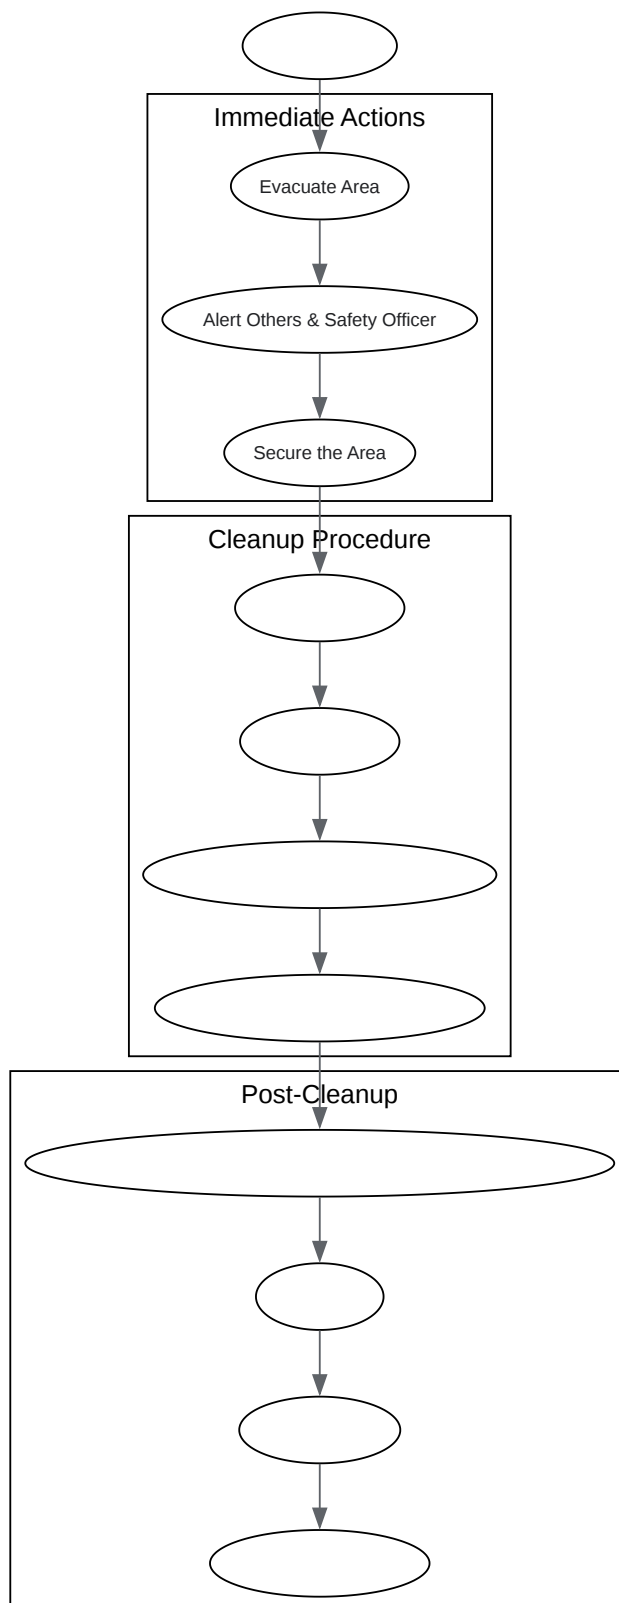 Immediate Actions
Evacuate Area
Alert Others & Safety Officer
Secure the Area
Cleanup Procedure
Post-Cleanup